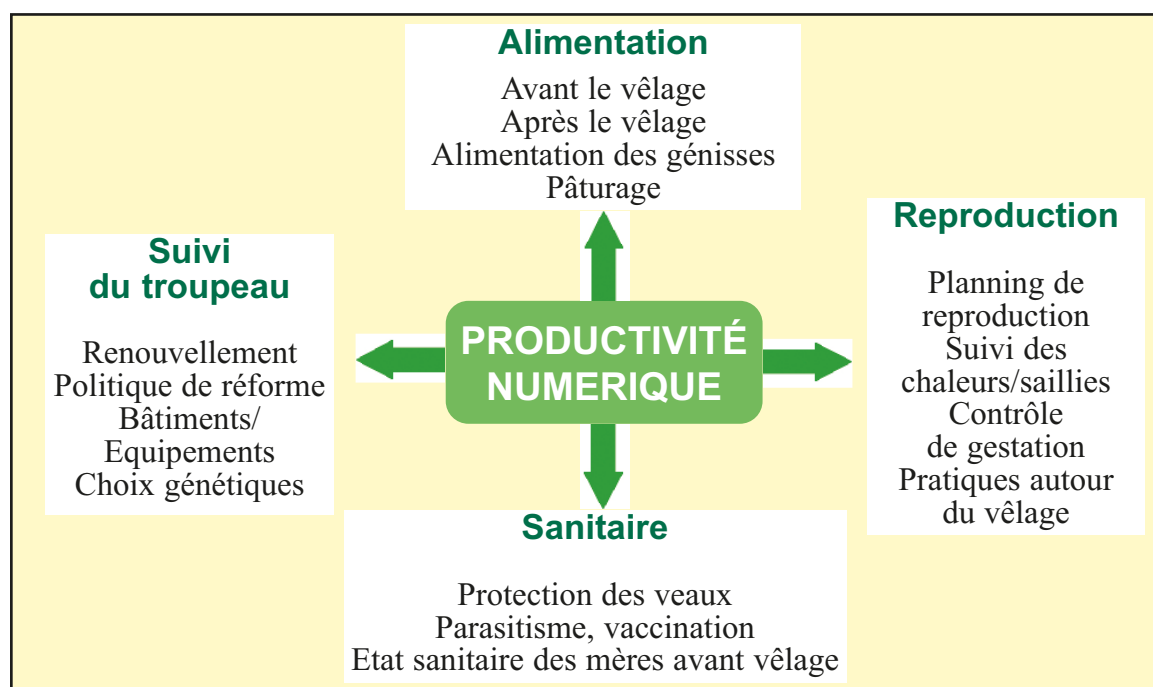 Alimentation
Avant le vêlage
Après le vêlage
Alimentation des génisses
Pâturage
Suivi
du troupeau
Renouvellement
Politique de réforme
Bâtiments/
Equipements
Choix génétiques
PRODUCTIVITÉ
NUMERIQUE
Reproduction
Planning de
reproduction
Suivi des
chaleurs/saillies
Contrôle
de gestation
Pratiques autour
du vêlage
Sanitaire
Protection des veaux
Parasitisme, vaccination
Etat sanitaire des mères avant vêlage